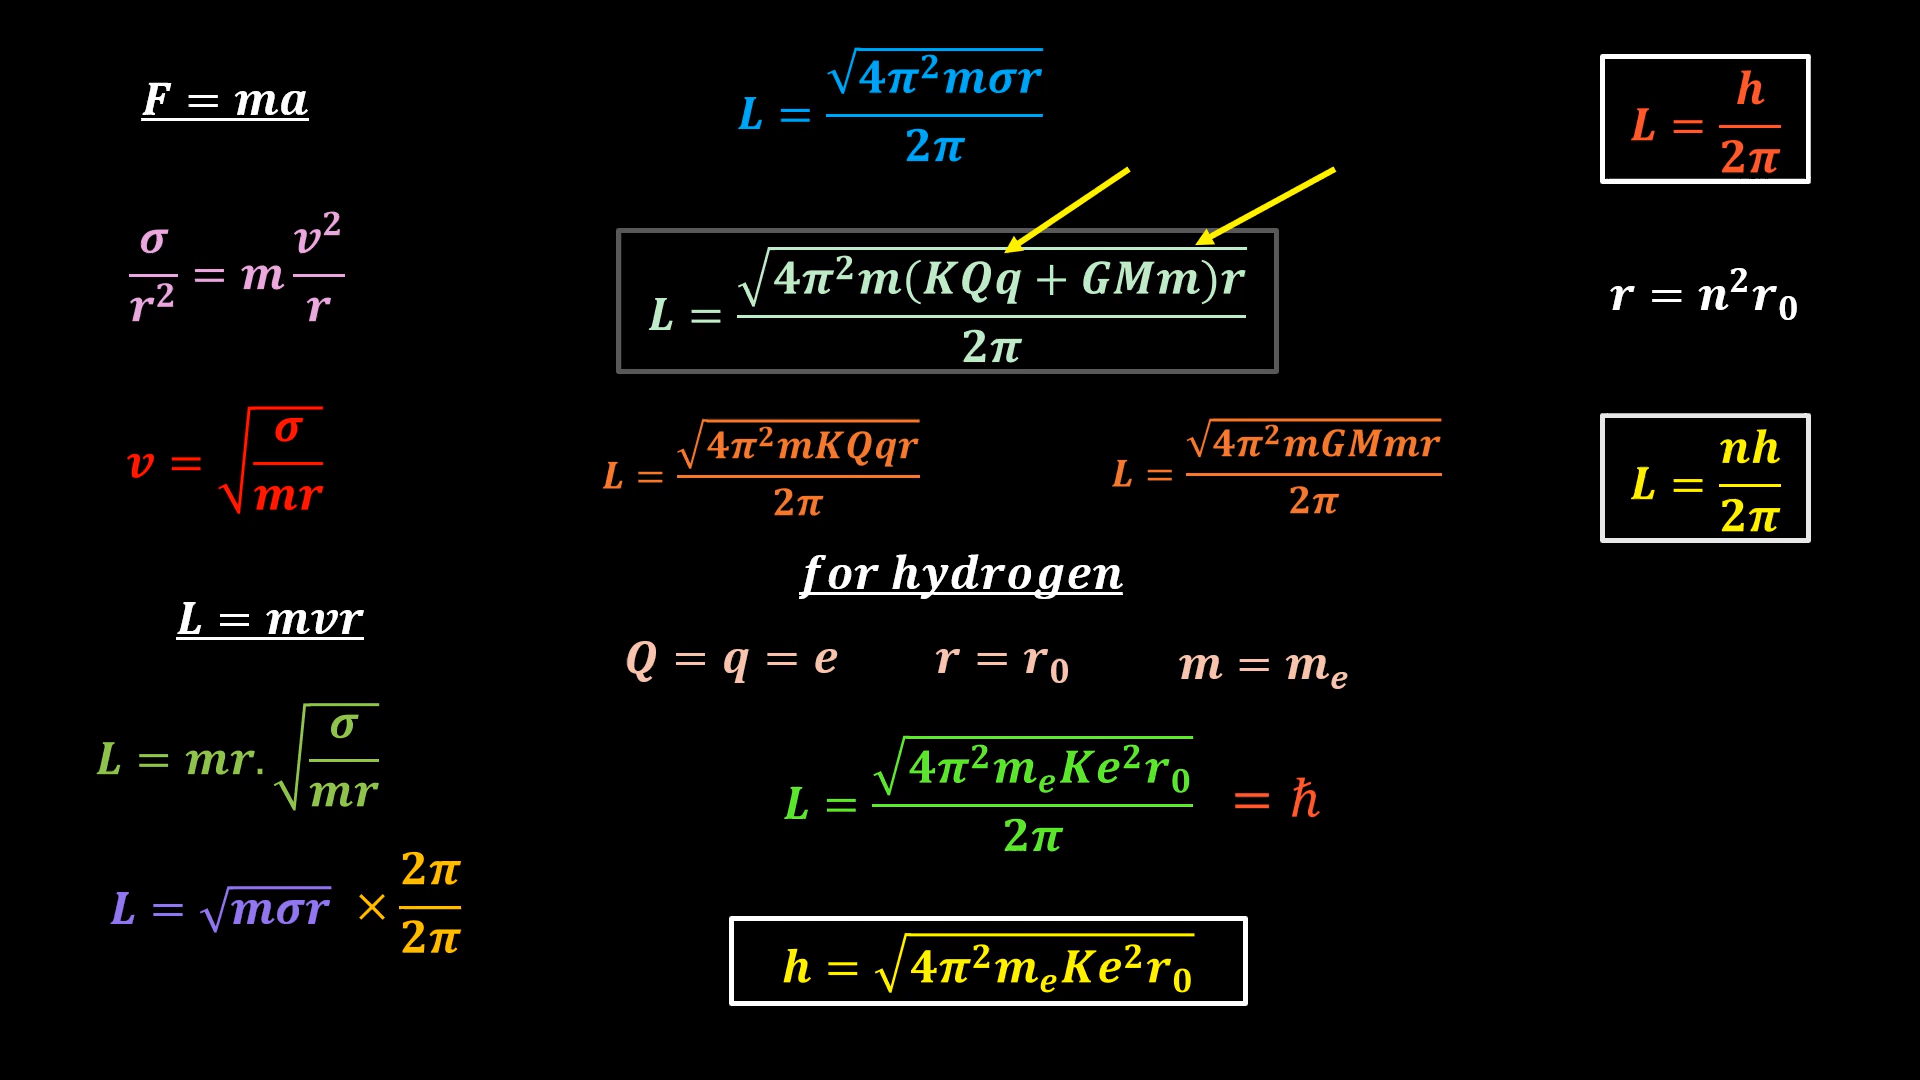 F = ma
σ/r² = m v²/r
v = √(σ/mr)
L = mvr
L = mr.√(σ/mr)
L = √(mσr) × 2π/2π
L = √(4π²mσr)/2π
L = √(4π²m(KQq + GMm)r)/2π
L = √(4π²mKQqr)/2π
L = √(4π²mGMmr)/2π
for hydrogen
Q = q = e r = r₀ m = mₑ
L = √(4π²mₑKe²r₀)/2π = ℏ
h = √(4π²mₑKe²r₀)
L = h/2π
r = n²r₀
L = nh/2π